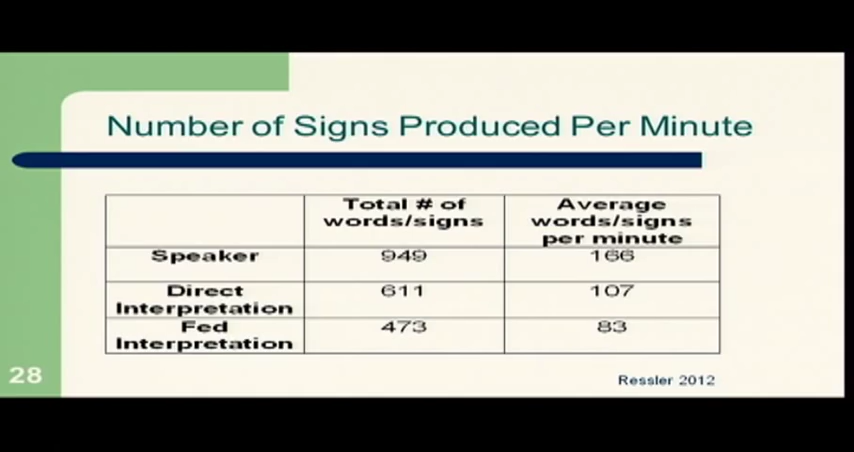 Number of Signs Produced Per Minute
Total # of
words/signs
Average
words/signs
per minute
Speaker
949
166
Direct
Interpretation
611
107
Fed
Interpretation
473
83
28
Ressler 2012